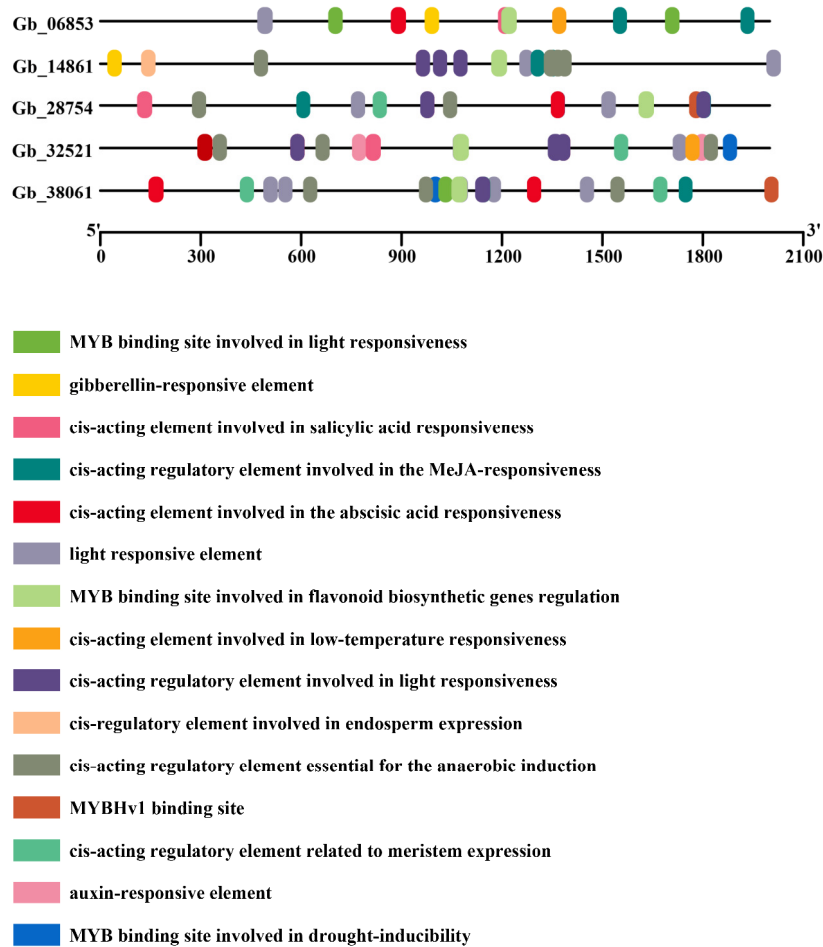 Gb_06853
Gb_14861
Gb_28754
Gb_32521
Gb_38061
5' 3'
0 300 600 900 1200 1500 1800 2100
MYB binding site involved in light responsiveness
gibberellin-responsive element
cis-acting element involved in salicylic acid responsiveness
cis-acting regulatory element involved in the MeJA-responsiveness
cis-acting element involved in the abscisic acid responsiveness
light responsive element
MYB binding site involved in flavonoid biosynthetic genes regulation
cis-acting element involved in low-temperature responsiveness
cis-acting regulatory element involved in light responsiveness
cis-regulatory element involved in endosperm expression
cis-acting regulatory element essential for the anaerobic induction
MYBHv1 binding site
cis-acting regulatory element related to meristem expression
auxin-responsive element
MYB binding site involved in drought-inducibility